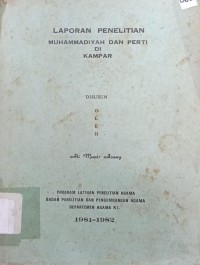 LAPORAN PENELITIAN
MUHAMMADIYAH DAN PERTI
DI
KAMPAR
DISUSUN
O
L
E
H
PROGRAM LATIHAN PENELITIAN AGAMA
BADAN PENELITIAN DAN PENGEMBANGAN AGAMA
DEPARTEMEN AGAMA R.I.
1981-1982